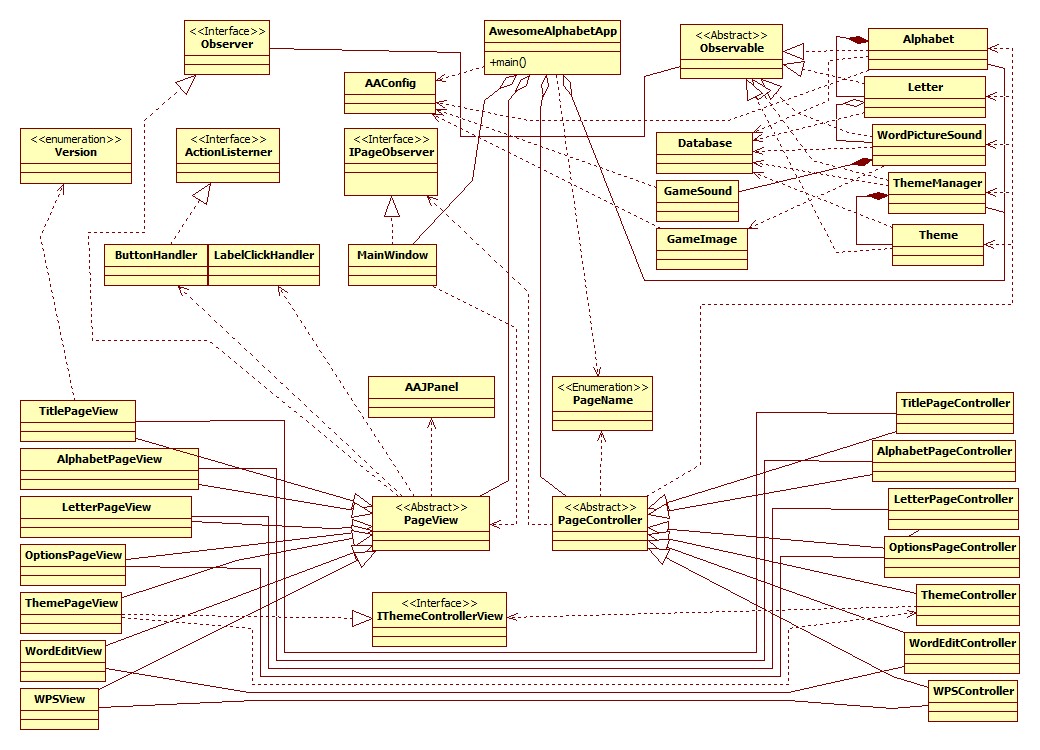 <<Interface>>
Observer
AwesomeAlphabetApp
+main()
<<Abstract>>
Observable
Alphabet
AAConfig
Letter
<<enumeration>>
Version
<<Interface>>
ActionListerner
<<Interface>>
IPageObserver
Database
WordPictureSound
GameSound
ThemeManager
GameImage
Theme
ButtonHandler
LabelClickHandler
MainWindow
AAJPanel
<<Enumeration>>
PageName
TitlePageView
TitlePageController
AlphabetPageView
AlphabetPageController
LetterPageView
<<Abstract>>
PageView
<<Abstract>>
PageController
LetterPageController
OptionsPageView
OptionsPageController
ThemePageView
<<Interface>>
IThemeControllerView
ThemeController
WordEditView
WordEditController
WPSView
WPSController